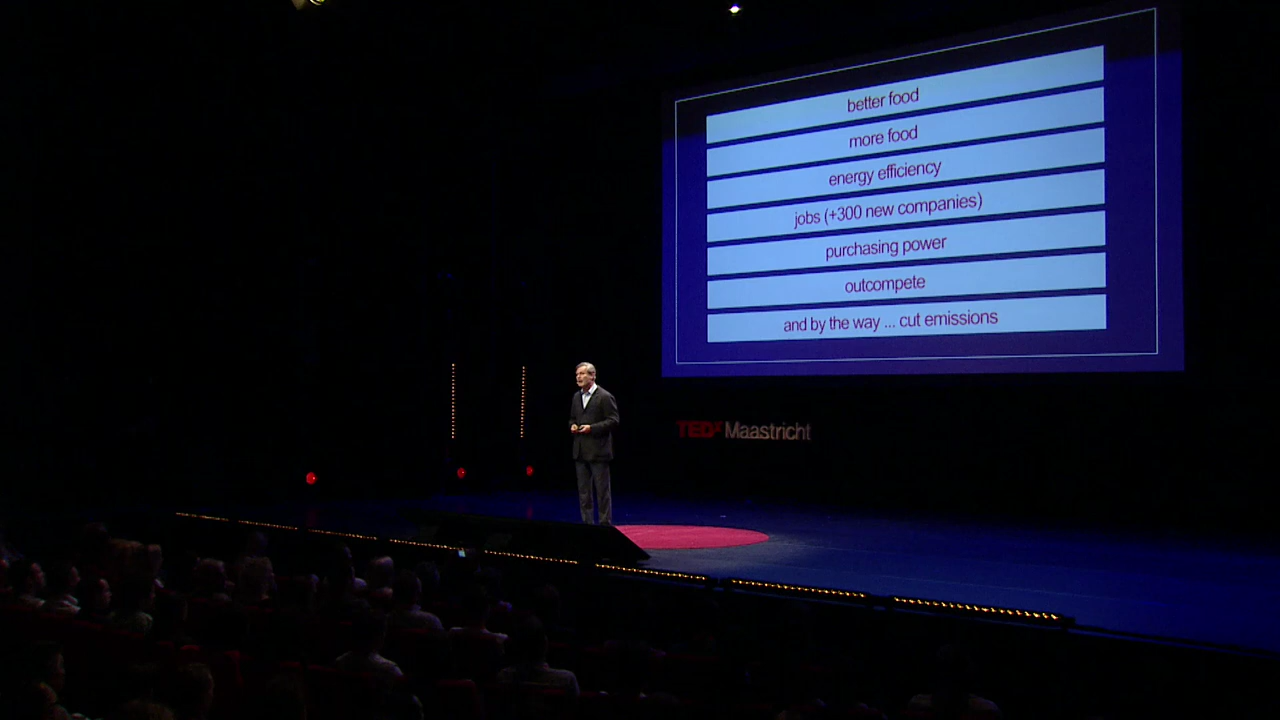 better food
more food
energy efficiency
jobs (+300 new companies)
purchasing power
outcompete
and by the way ... cut emissions
TEDx Maastricht